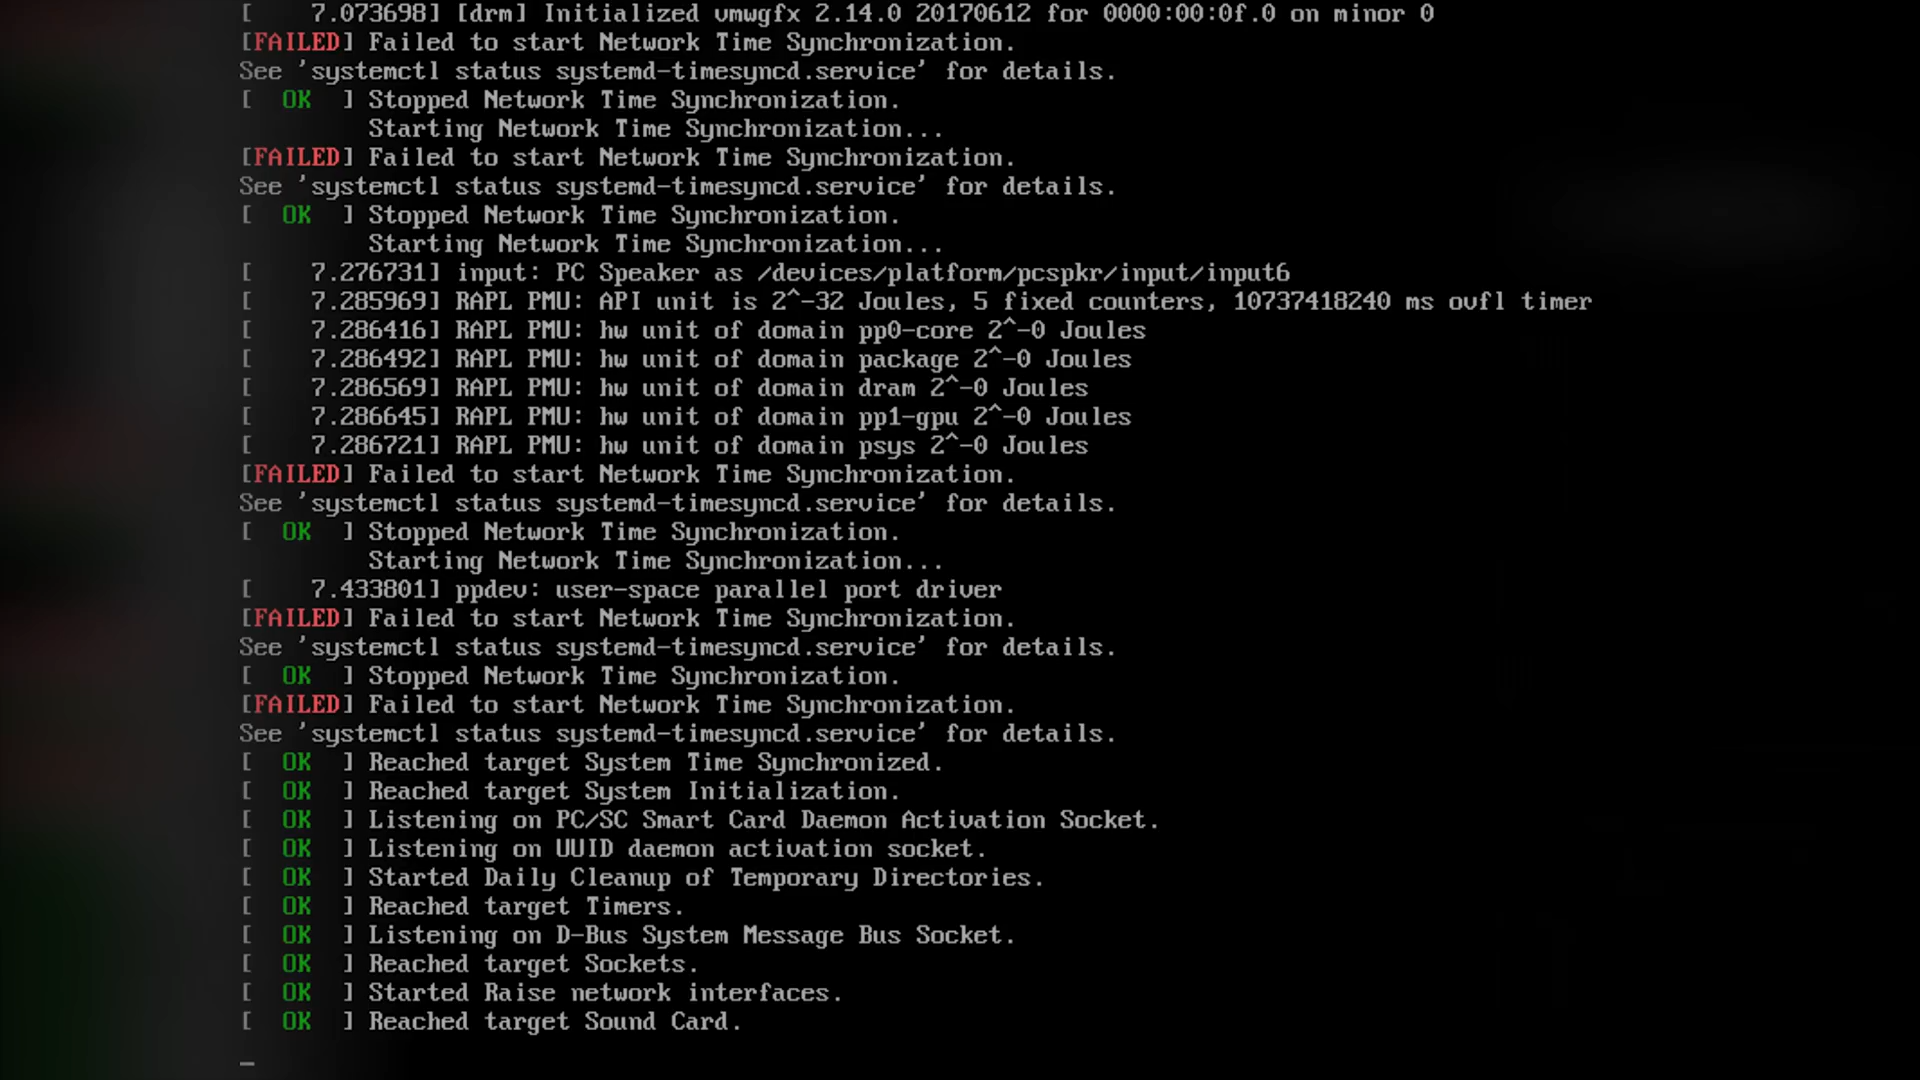 [    7.073698] [drm] Initialized vmwgfx 2.14.0 20170612 for 0000:00:0f.0 on minor 0
[FAILED] Failed to start Network Time Synchronization.
See 'systemctl status systemd-timesyncd.service' for details.
[  OK  ] Stopped Network Time Synchronization.
         Starting Network Time Synchronization...
[FAILED] Failed to start Network Time Synchronization.
See 'systemctl status systemd-timesyncd.service' for details.
[  OK  ] Stopped Network Time Synchronization.
         Starting Network Time Synchronization...
[    7.276731] input: PC Speaker as /devices/platform/pcspkr/input/input6
[    7.285969] RAPL PMU: API unit is 2^-32 Joules, 5 fixed counters, 10737418240 ms ovfl timer
[    7.286416] RAPL PMU: hw unit of domain pp0-core 2^-0 Joules
[    7.286492] RAPL PMU: hw unit of domain package 2^-0 Joules
[    7.286569] RAPL PMU: hw unit of domain dram 2^-0 Joules
[    7.286645] RAPL PMU: hw unit of domain pp1-gpu 2^-0 Joules
[    7.286721] RAPL PMU: hw unit of domain psys 2^-0 Joules
[FAILED] Failed to start Network Time Synchronization.
See 'systemctl status systemd-timesyncd.service' for details.
[  OK  ] Stopped Network Time Synchronization.
         Starting Network Time Synchronization...
[    7.433801] ppdev: user-space parallel port driver
[FAILED] Failed to start Network Time Synchronization.
See 'systemctl status systemd-timesyncd.service' for details.
[  OK  ] Stopped Network Time Synchronization.
[FAILED] Failed to start Network Time Synchronization.
See 'systemctl status systemd-timesyncd.service' for details.
[  OK  ] Reached target System Time Synchronized.
[  OK  ] Reached target System Initialization.
[  OK  ] Listening on PC/SC Smart Card Daemon Activation Socket.
[  OK  ] Listening on UUID daemon activation socket.
[  OK  ] Started Daily Cleanup of Temporary Directories.
[  OK  ] Reached target Timers.
[  OK  ] Listening on D-Bus System Message Bus Socket.
[  OK  ] Reached target Sockets.
[  OK  ] Started Raise network interfaces.
[  OK  ] Reached target Sound Card.
_